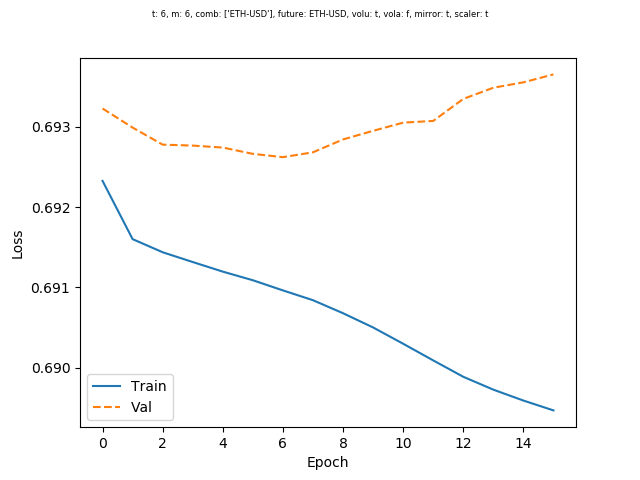 t: 6, m: 6, comb: ['ETH-USD'], future: ETH-USD, volu: t, vola: f, mirror: t, scaler: t
0.693
0.692
0.691
0.690
Loss
Train
Val
0 2 4 6 8 10 12 14
Epoch